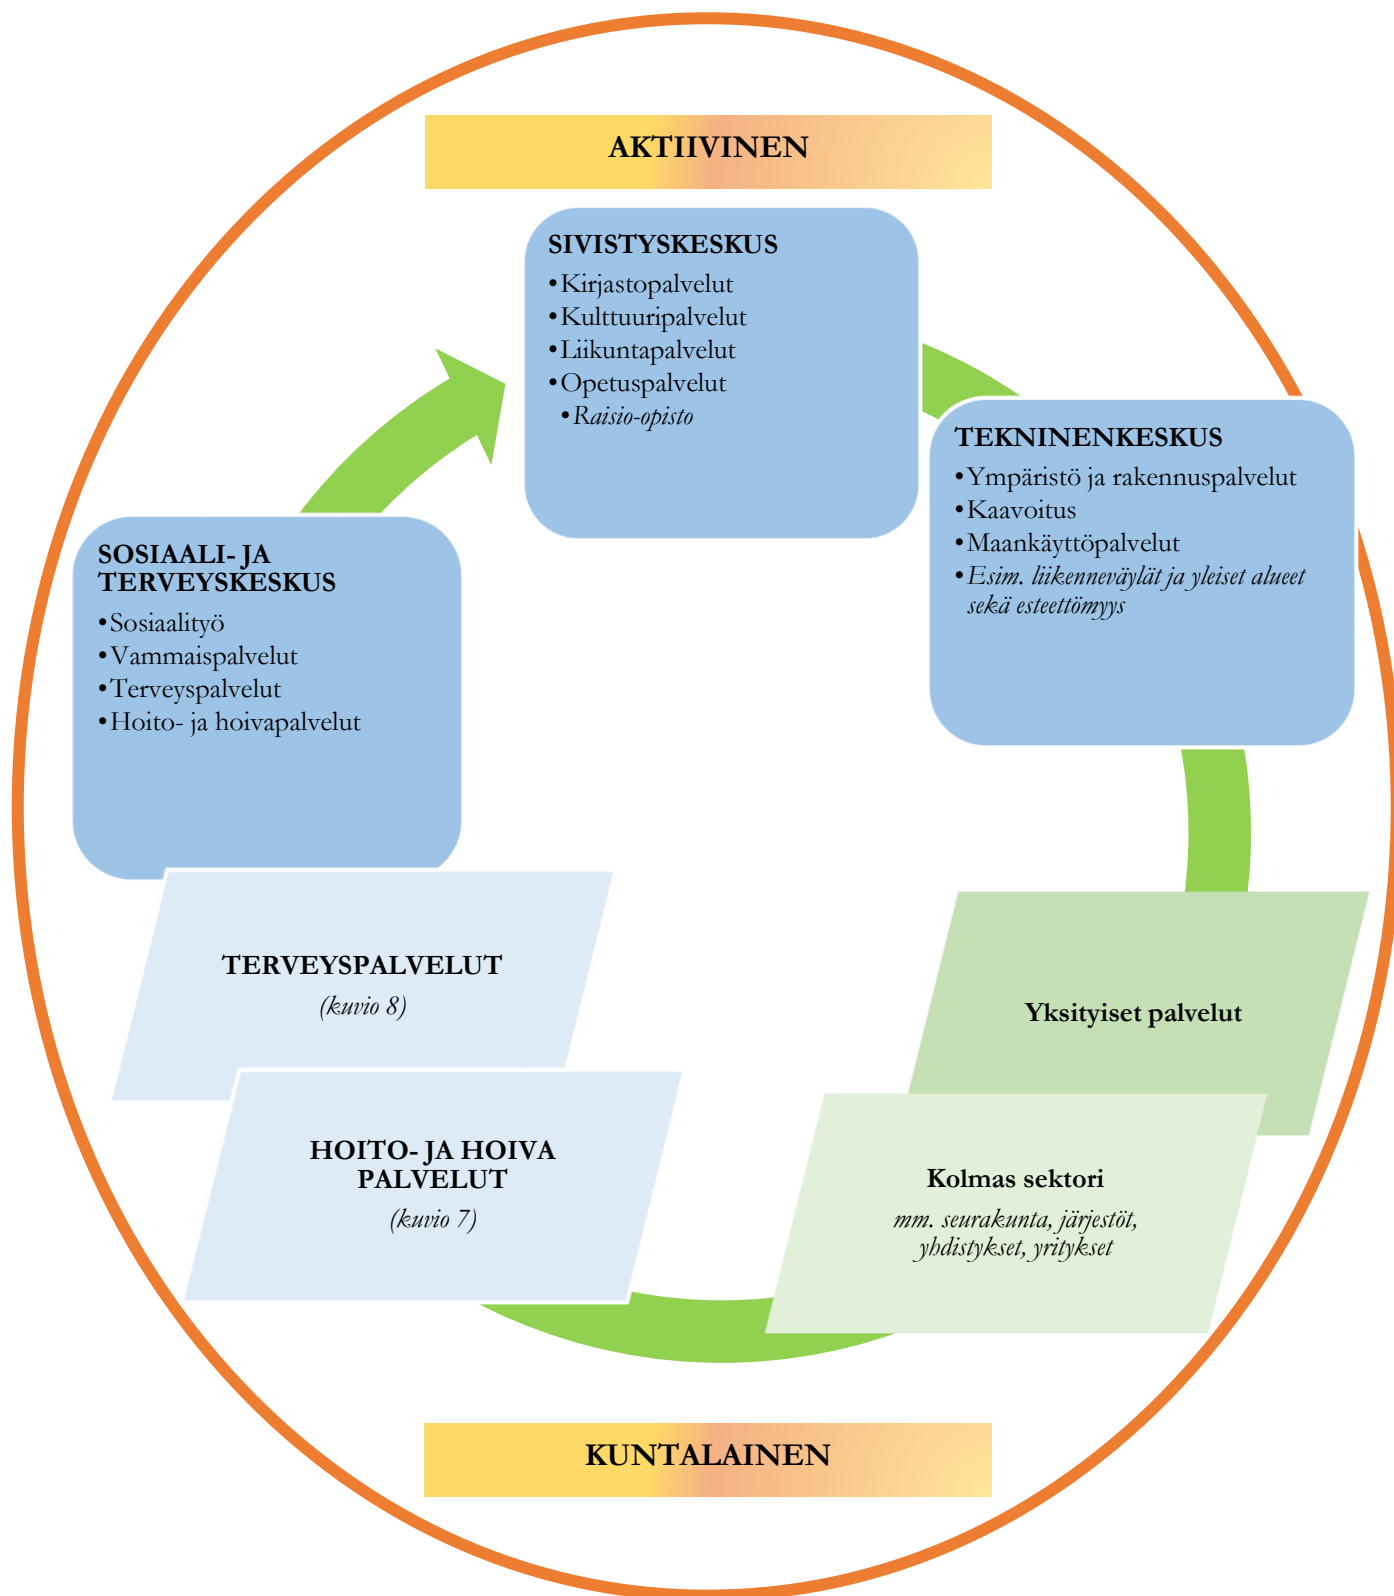 AKTIIVINEN
SIVISTYSKESKUS
•Kirjastopalvelut
•Kulttuuripalvelut
•Liikuntapalvelut
•Opetuspalvelut
•Raisio-opisto
TEKNINENKESKUS
•Ympäristö ja rakennuspalvelut
•Kaavoitus
•Maankäyttöpalvelut
•Esim. liikenneväylät ja yleiset alueet
sekä esteettömyys
SOSIAALI- JA
TERVEYSKESKUS
•Sosiaalityö
•Vammaispalvelut
•Terveyspalvelut
•Hoito- ja hoivapalvelut
TERVEYSPALVELUT
(kuvio 8)
HOITO- JA HOIVA
PALVELUT
(kuvio 7)
Yksityiset palvelut
Kolmas sektori
mm. seurakunta, järjestöt,
yhdistykset, yritykset
KUNTALAINEN